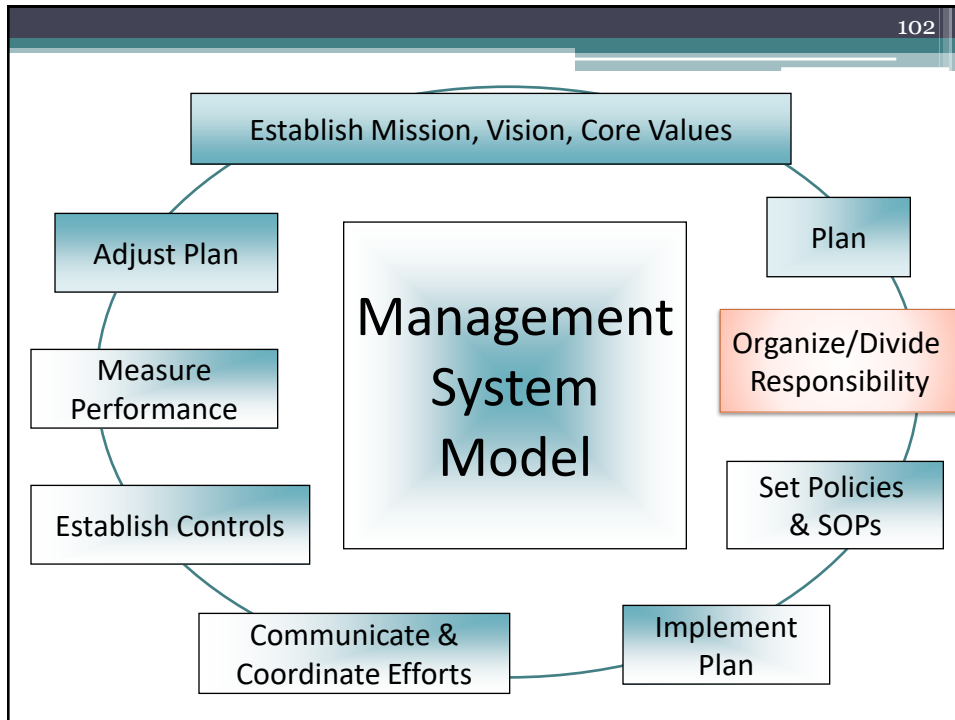 102
Establish Mission, Vision, Core Values
Plan
Organize/Divide
Responsibility
Set Policies
& SOPs
Implement
Plan
Communicate &
Coordinate Efforts
Establish Controls
Measure
Performance
Adjust Plan
Management
System
Model